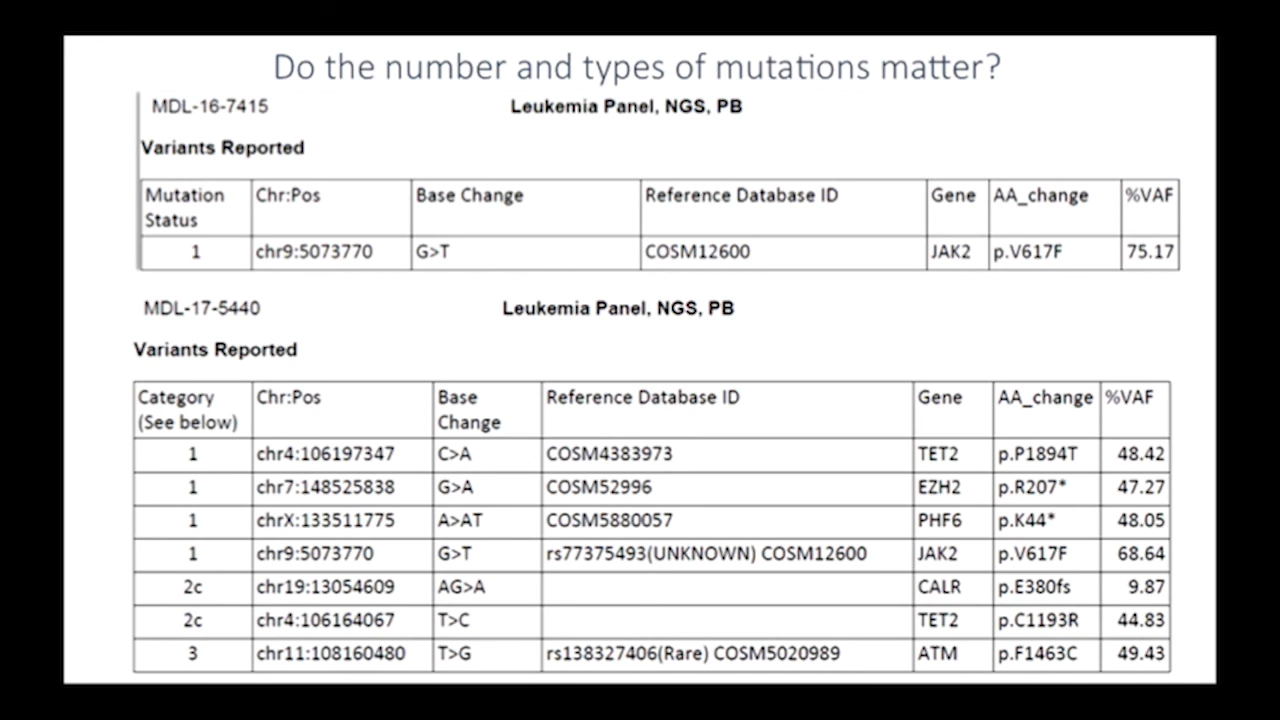 Do the number and types of mutations matter?
MDL-16-7415 Leukemia Panel, NGS, PB
Variants Reported
Mutation Status Chr:Pos Base Change Reference Database ID Gene AA_change %VAF
1 chr9:5073770 G>T COSM12600 JAK2 p.V617F 75.17
MDL-17-5440 Leukemia Panel, NGS, PB
Variants Reported
Category (See below) Chr:Pos Base Change Reference Database ID Gene AA_change %VAF
1 chr4:106197347 C>A COSM4383973 TET2 p.P1894T 48.42
1 chr7:148525838 G>A COSM52996 EZH2 p.R207* 47.27
1 chrX:133511775 A>AT COSM5880057 PHF6 p.K44* 48.05
1 chr9:5073770 G>T rs77375493(UNKNOWN) COSM12600 JAK2 p.V617F 68.64
2c chr19:13054609 AG>A CALR p.E380fs 9.87
2c chr4:106164067 T>C TET2 p.C1193R 44.83
3 chr11:108160480 T>G rs138327406(Rare) COSM5020989 ATM p.F1463C 49.43